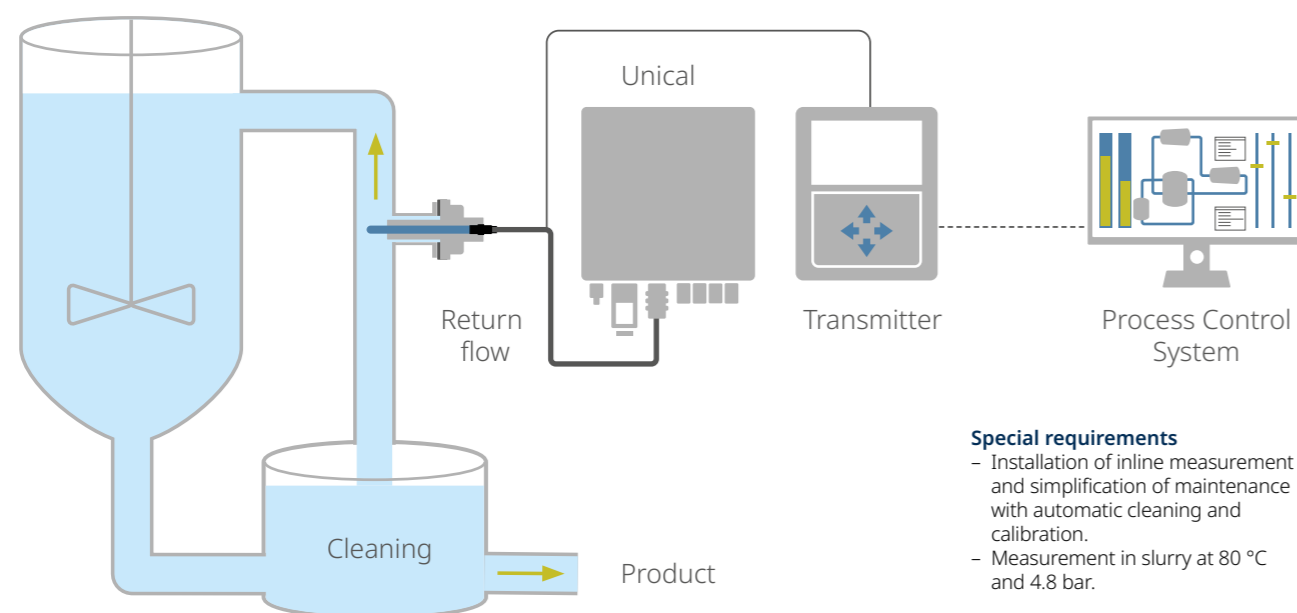 Unical
Return
flow
Transmitter
Process Control
System
Cleaning
Product
Special requirements
– Installation of inline measurement
and simplification of maintenance
with automatic cleaning and
calibration.
– Measurement in slurry at 80 °C
and 4.8 bar.